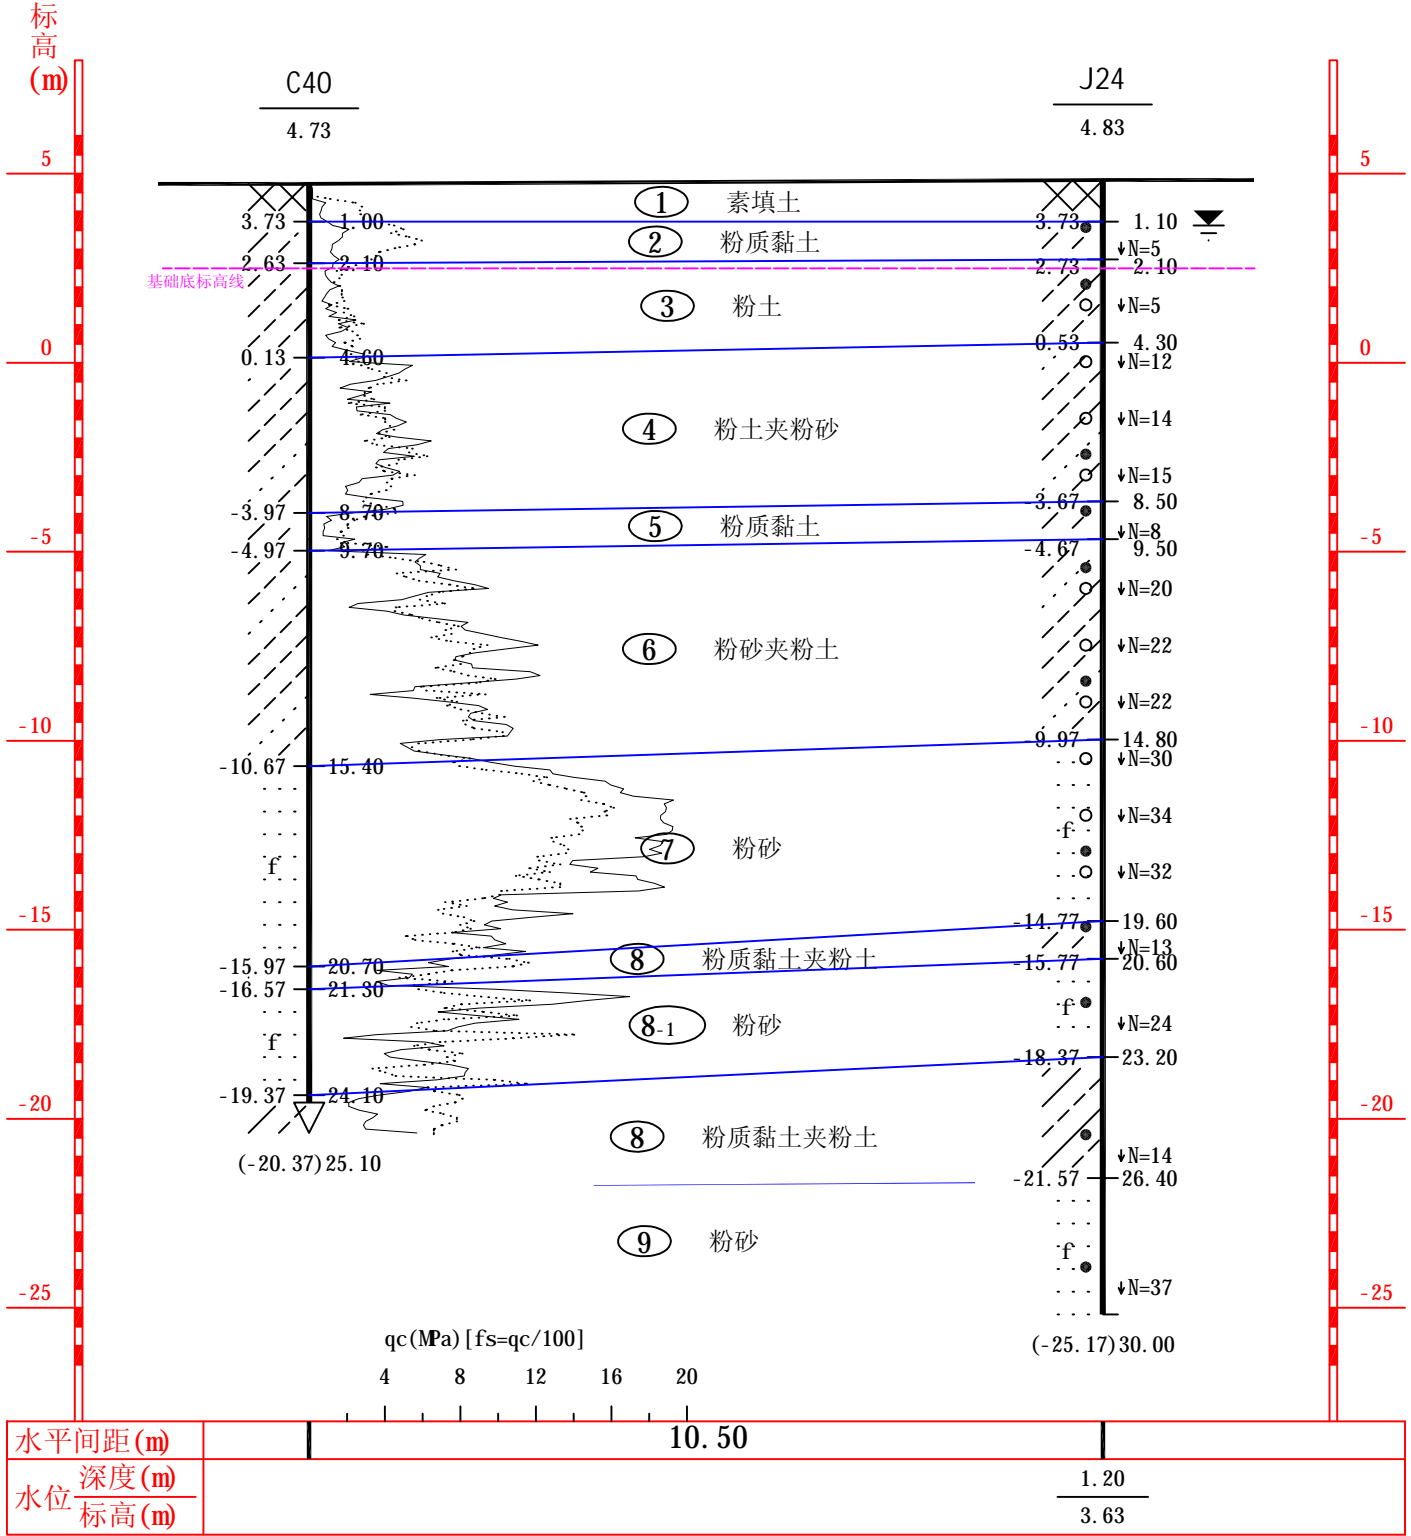 标
高
(m)
C40
4.73
J24
4.83
5
5
① 素填土
3.73 1.00
3.73 1.10
② 粉质黏土
N=5
2.63 2.10
2.73 2.10
基础底标高线
③ 粉土
N=5
0
0
0.13 4.60
0.53 4.30
N=12
④ 粉土夹粉砂
N=14
N=15
-3.97 8.70
-3.67 8.50
⑤ 粉质黏土
N=8
-5
-5
-4.97 9.70
-4.67 9.50
N=20
⑥ 粉砂夹粉土
N=22
N=22
-10
-10
-10.67 15.40
-9.97 14.80
N=30
N=34
f
⑦ 粉砂
f
N=32
-15
-15
-14.77 19.60
N=13
-15.97 20.70
⑧ 粉质黏土夹粉土
-15.77 20.60
-16.57 21.30
f
⑧-1 粉砂
N=24
f
-18.37 23.20
-19.37 24.10
-20
-20
⑧ 粉质黏土夹粉土
N=14
(-20.37)25.10
-21.57 26.40
⑨ 粉砂
f
N=37
-25
-25
qc(MPa)[fs=qc/100]
(-25.17)30.00
4 8 12 16 20
水平间距(m)
10.50
水位 深度(m)
标高(m)
1.20
3.63